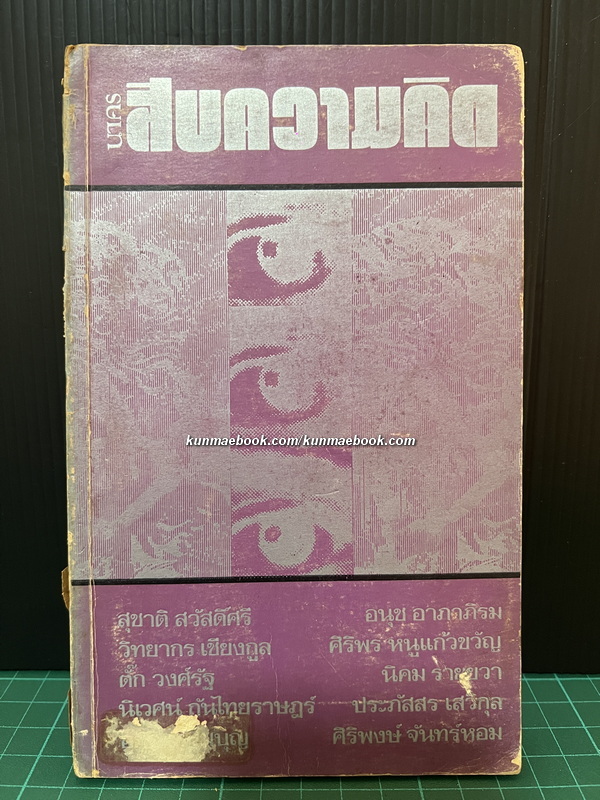 นาคร
สืบความคิด
kunmaebook.com/kunmaebook.com
สุชาติ สวัสดิ์ศรี อนุช อาภาภิรม
วิทยากร เชียงกูล ศิริพร หนูแก้วขวัญ
ตั๊ก วงศ์รัฐ นิคม รายยวา
นิเวศน์ กันไทยราษฎร์ ประภัสสร เสวิกุล
ศิริพงษ์ จันทร์หอม